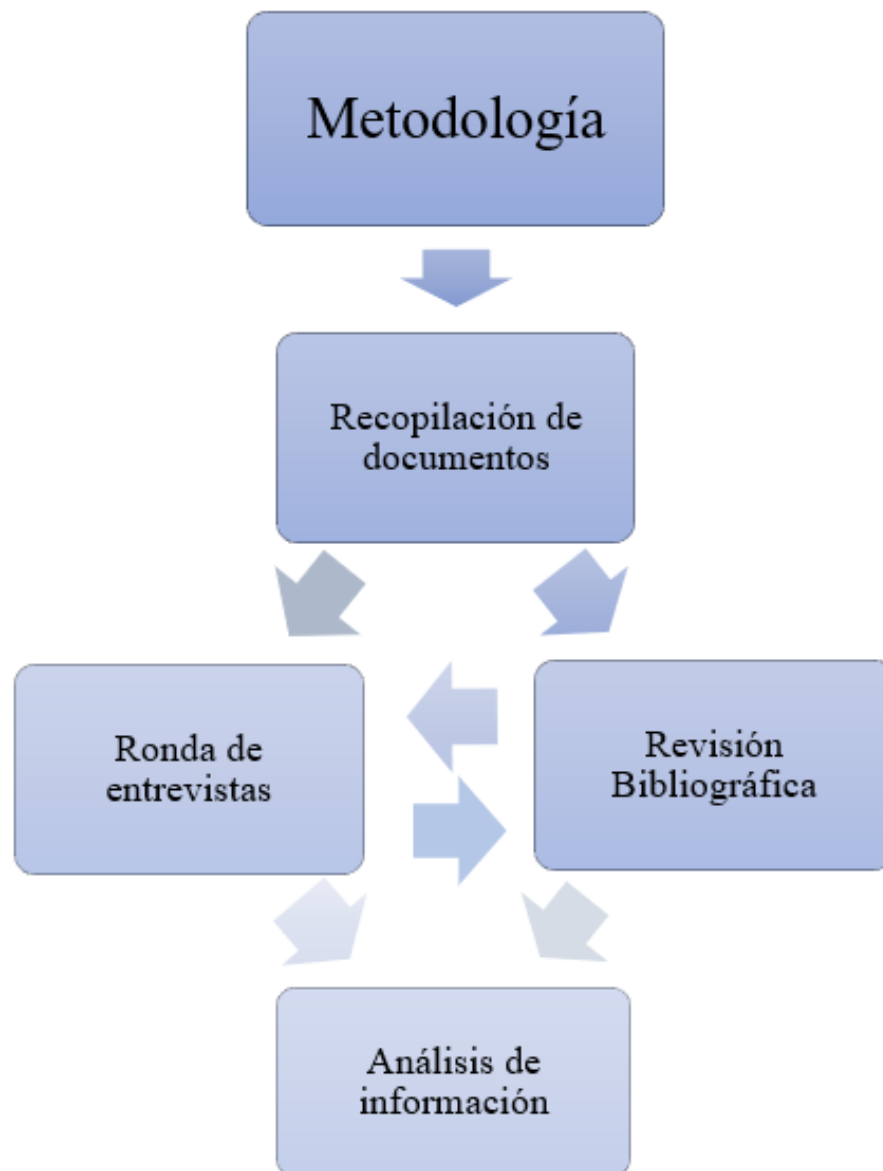 Metodología
Recopilación de
documentos
Ronda de
entrevistas
Revisión
Bibliográfica
Análisis de
información